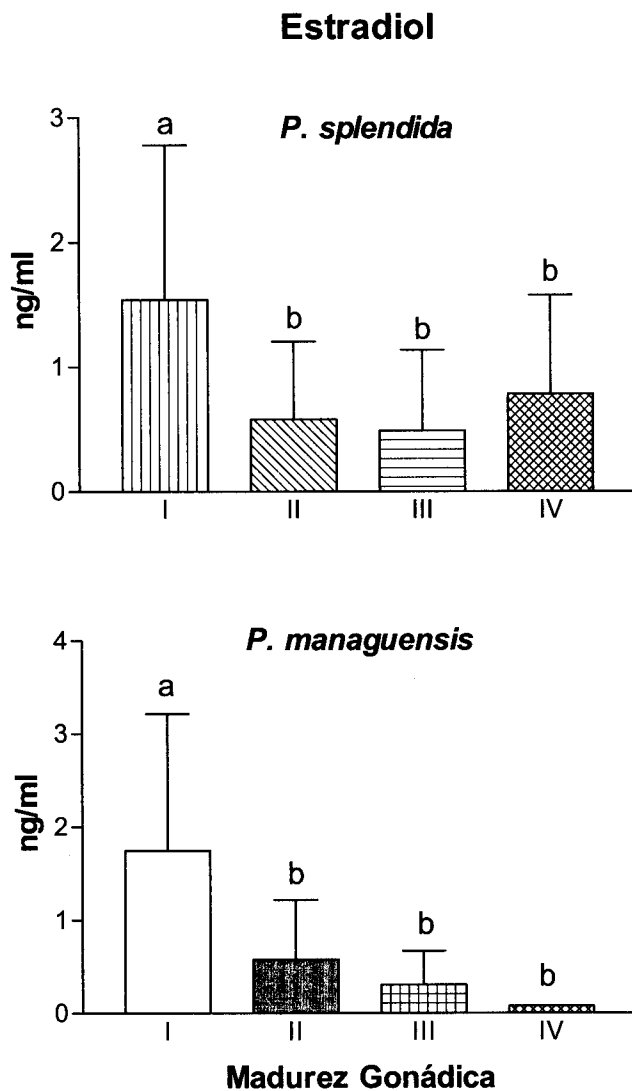 Estradiol
P. splendida
ng/ml
3
2
1
0
a
b
b
b
I II III IV
P. managuensis
ng/ml
4
3
2
1
0
a
b
b
b
I II III IV
Madurez Gonádica